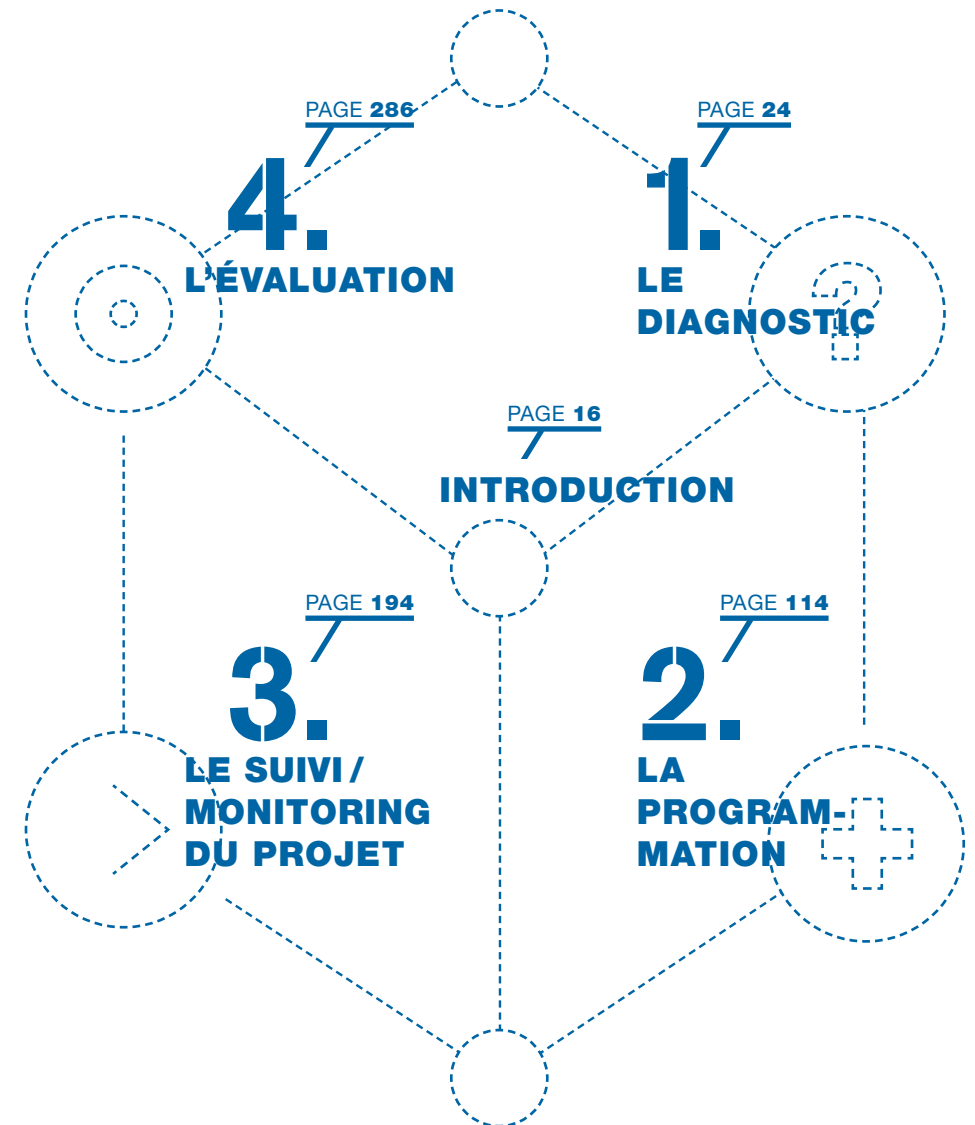 PAGE 286
4.
L'ÉVALUATION
PAGE 24
1.
LE
DIAGNOSTIC
?
PAGE 16
INTRODUCTION
PAGE 194
3.
LE SUIVI /
MONITORING
DU PROJET
PAGE 114
2.
LA
PROGRAM-
MATION